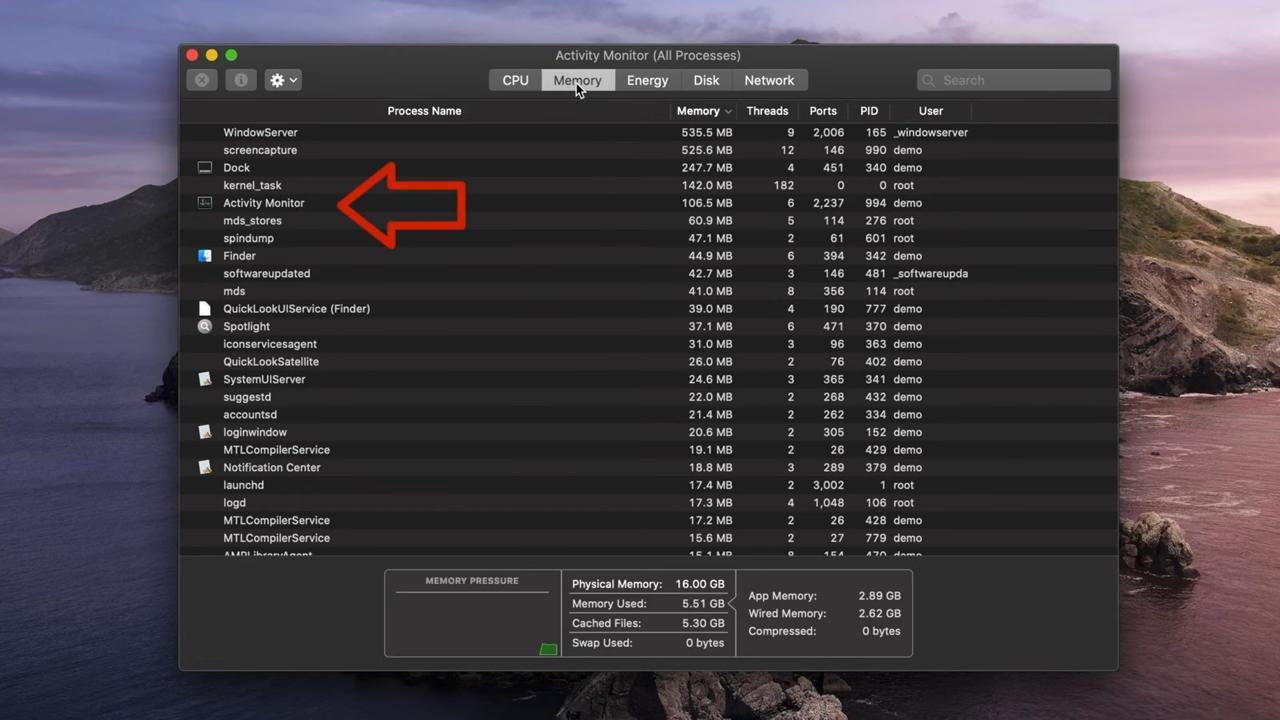 Activity Monitor (All Processes)
CPU Memory Energy Disk Network Search
Process Name Memory Threads Ports PID User
WindowServer 535.5 MB 9 2,006 165 _windowserver
screencapture 525.6 MB 12 146 990 demo
Dock 247.7 MB 4 451 340 demo
kernel_task 142.0 MB 182 0 0 root
Activity Monitor 106.5 MB 6 2,237 994 demo
mds_stores 60.9 MB 5 114 276 root
spindump 47.1 MB 2 61 601 root
Finder 44.9 MB 6 394 342 demo
softwareupdated 42.7 MB 3 146 481 _softwareupda
mds 41.0 MB 8 356 114 root
QuickLookUIService (Finder) 39.0 MB 4 190 777 demo
Spotlight 37.1 MB 6 471 370 demo
iconservicesagent 31.0 MB 3 96 363 demo
QuickLookSatellite 26.0 MB 2 76 402 demo
SystemUIServer 24.6 MB 3 365 341 demo
suggestd 22.0 MB 2 268 432 demo
accountsd 21.4 MB 2 262 334 demo
loginwindow 20.6 MB 2 305 152 demo
MTLCompilerService 19.1 MB 2 26 429 demo
Notification Center 18.8 MB 3 289 379 demo
launchd 17.4 MB 2 3,002 1 root
logd 17.3 MB 4 1,048 106 root
MTLCompilerService 17.2 MB 2 26 428 demo
MTLCompilerService 15.6 MB 2 27 779 demo
AMPLibraryAgent 15.1 MB 8 154 470 demo
MEMORY PRESSURE
Physical Memory: 16.00 GB
Memory Used: 5.51 GB
Cached Files: 5.30 GB
Swap Used: 0 bytes
App Memory: 2.89 GB
Wired Memory: 2.62 GB
Compressed: 0 bytes